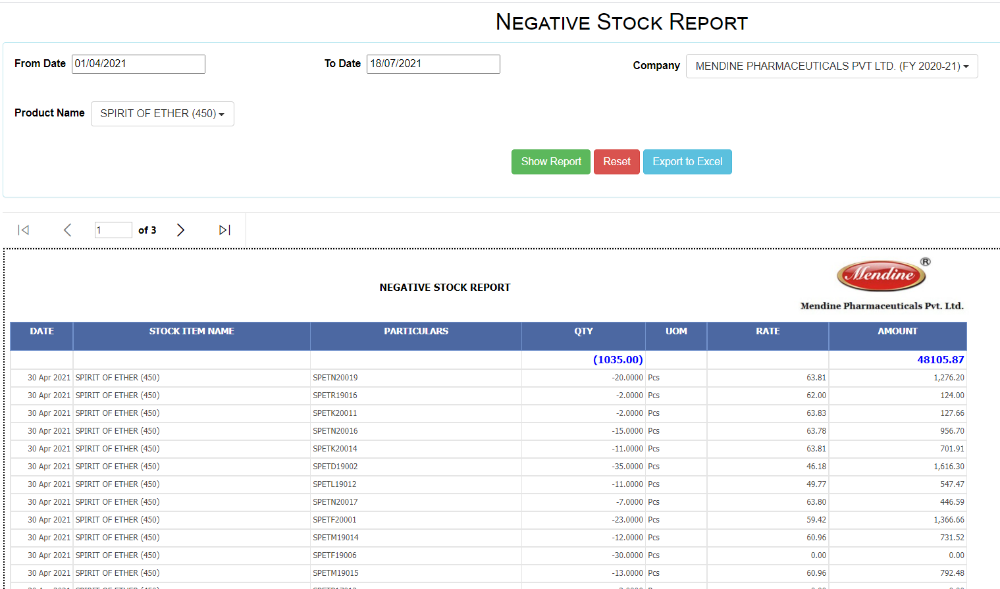 NEGATIVE STOCK REPORT
From Date 01/04/2021 To Date 18/07/2021 Company MENDINE PHARMACEUTICALS PVT LTD. (FY 2020-21)
Product Name SPIRIT OF ETHER (450)
Show Report Reset Export to Excel
1 of 3
Mendine ®
NEGATIVE STOCK REPORT
Mendine Pharmaceuticals Pvt. Ltd.
DATE STOCK ITEM NAME PARTICULARS QTY UOM RATE AMOUNT
(1035.00) 48105.87
30 Apr 2021 SPIRIT OF ETHER (450) SPETN20019 -20.0000 Pcs 63.81 1,276.20
30 Apr 2021 SPIRIT OF ETHER (450) SPETR19016 -2.0000 Pcs 62.00 124.00
30 Apr 2021 SPIRIT OF ETHER (450) SPETK20011 -2.0000 Pcs 63.83 127.66
30 Apr 2021 SPIRIT OF ETHER (450) SPETN20016 -15.0000 Pcs 63.78 956.70
30 Apr 2021 SPIRIT OF ETHER (450) SPETK20014 -11.0000 Pcs 63.81 701.91
30 Apr 2021 SPIRIT OF ETHER (450) SPETD19002 -35.0000 Pcs 46.18 1,616.30
30 Apr 2021 SPIRIT OF ETHER (450) SPETL19012 -11.0000 Pcs 49.77 547.47
30 Apr 2021 SPIRIT OF ETHER (450) SPETN20017 -7.0000 Pcs 63.80 446.59
30 Apr 2021 SPIRIT OF ETHER (450) SPETF20001 -23.0000 Pcs 59.42 1,366.66
30 Apr 2021 SPIRIT OF ETHER (450) SPETM19014 -12.0000 Pcs 60.96 731.52
30 Apr 2021 SPIRIT OF ETHER (450) SPETF19006 -30.0000 Pcs 0.00 0.00
30 Apr 2021 SPIRIT OF ETHER (450) SPETM19015 -13.0000 Pcs 60.96 792.48